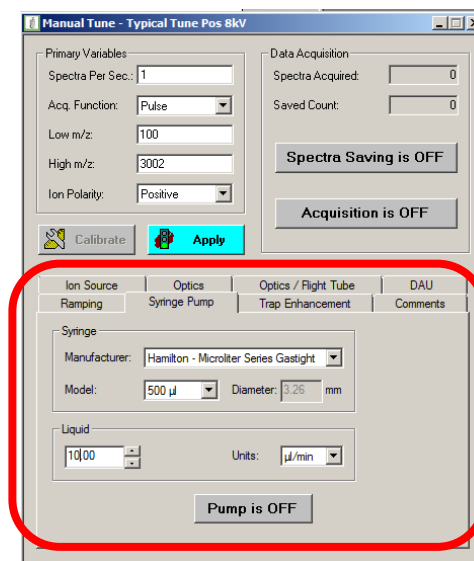 Manual Tune - Typical Tune Pos 8kV
Primary Variables
Spectra Per Sec.: 1
Acq. Function: Pulse
Low m/z: 100
High m/z: 3002
Ion Polarity: Positive
Data Acquisition
Spectra Acquired: 0
Saved Count: 0
Spectra Saving is OFF
Acquisition is OFF
Calibrate Apply
Ion Source Optics Optics / Flight Tube DAU
Ramping Syringe Pump Trap Enhancement Comments
Syringe
Manufacturer: Hamilton - Microliter Series Gastight
Model: 500 µl Diameter: 3.26 mm
Liquid
10.00 Units: µl/min
Pump is OFF